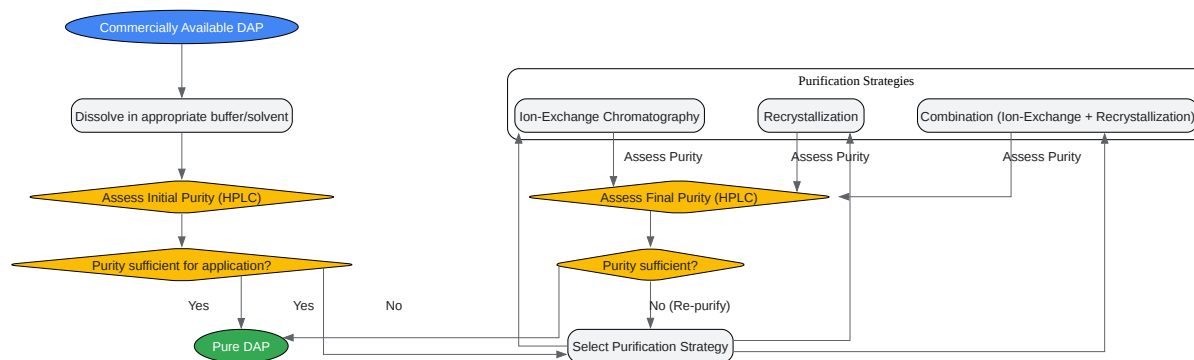 Commercially Available DAP
Purification Strategies
Dissolve in appropriate buffer/solvent
Ion-Exchange Chromatography
Recrystallization
Combination (Ion-Exchange + Recrystallization)
Assess Purity
Assess Purity
Assess Purity
Assess Initial Purity (HPLC)
Assess Final Purity (HPLC)
Purity sufficient for application?
Purity sufficient?
Yes
Yes
No
No (Re-purify)
Pure DAP
Select Purification Strategy